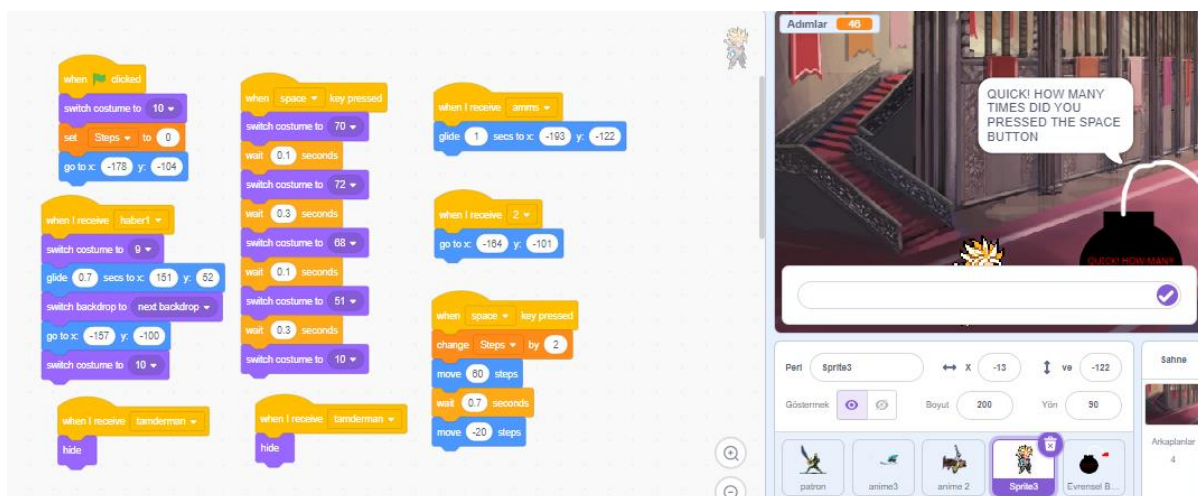 when clicked
switch costume to 10
set Steps to 0
go to x: -178 y: -104
when I receive haber1
switch costume to 9
glide 0.7 secs to x: 151 y: 52
switch backdrop to next backdrop
go to x: -157 y: -100
switch costume to 10
when I receive tamderman
hide
when space key pressed
switch costume to 70
wait 0.1 seconds
switch costume to 72
wait 0.3 seconds
switch costume to 68
wait 0.1 seconds
switch costume to 51
wait 0.3 seconds
switch costume to 10
when I receive tamderman
hide
when I receive amms
glide 1 secs to x: -193 y: -122
when I receive 2
go to x: -164 y: -101
when space key pressed
change Steps by 2
move 60 steps
wait 0.7 seconds
move -20 steps
Adımlar 46
QUICK! HOW MANY
TIMES DID YOU
PRESSED THE SPACE
BUTTON
QUICK! HOW MANY
Peri Sprite3 X -13 ve -122
Göstermek Boyut 200 Yön 90
patron anime3 anime 2 Sprite3 Evrensel B...
Sahne
Arkaplanlar
4